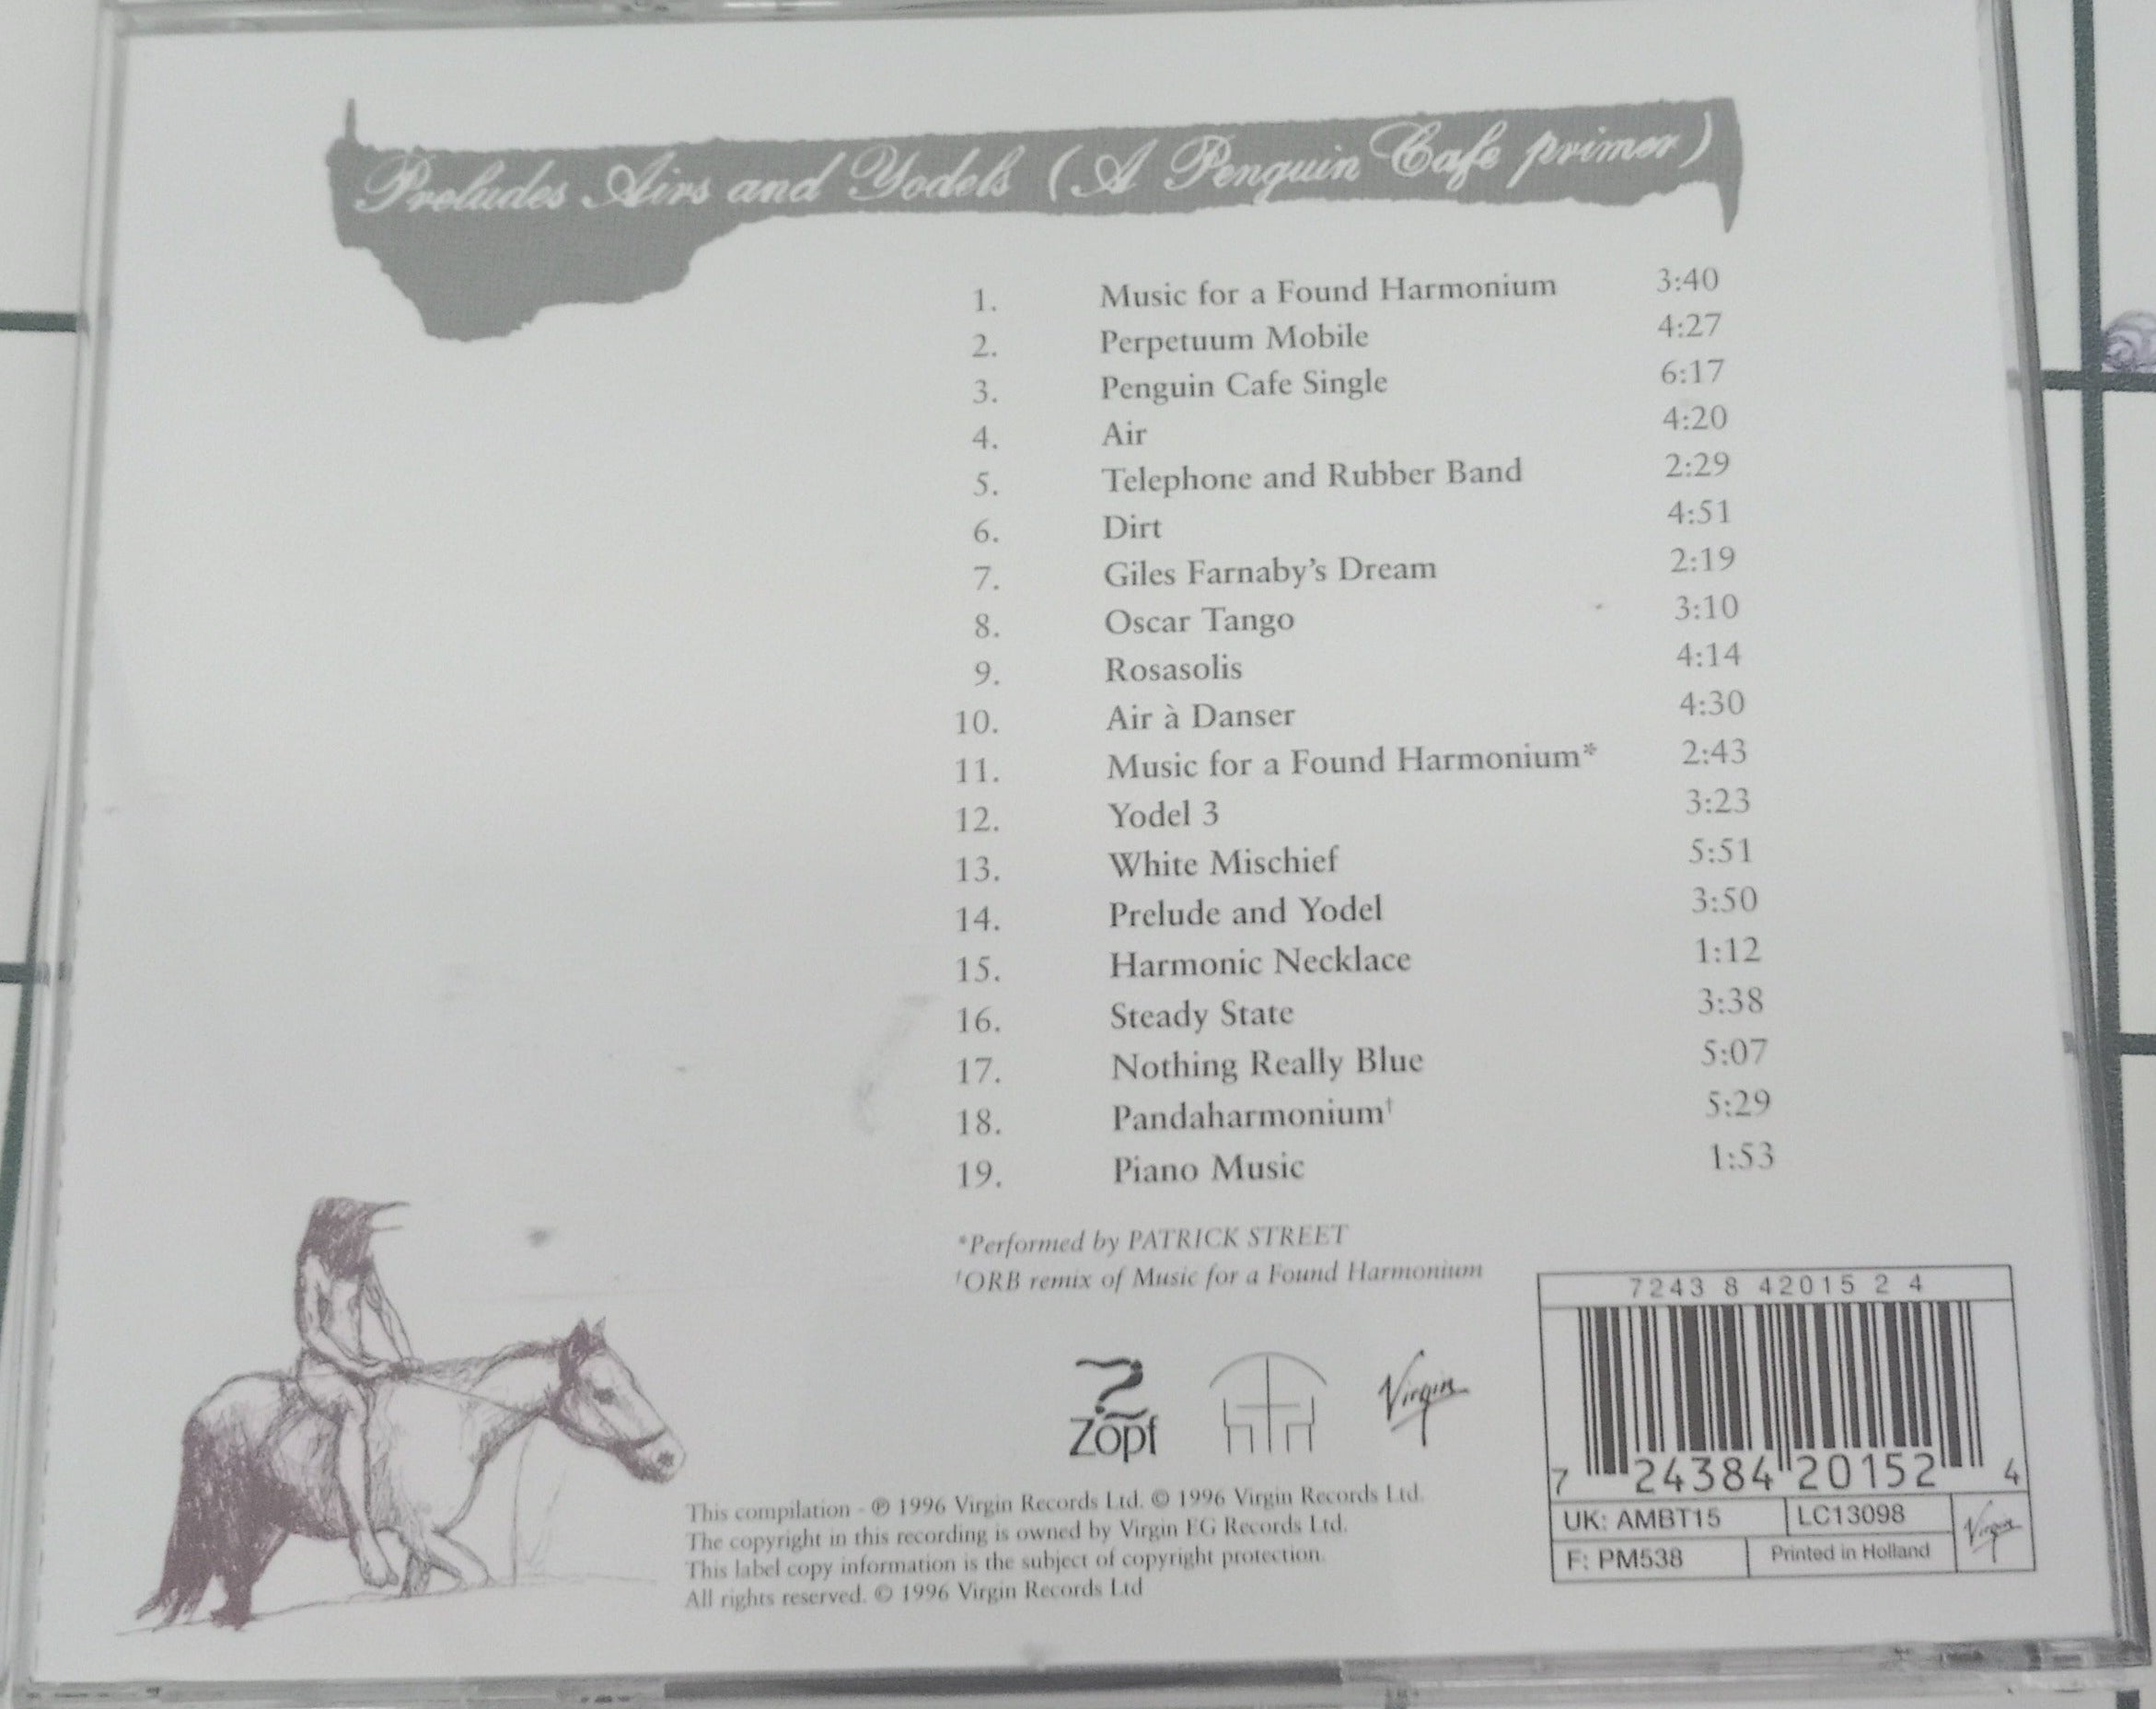 Preludes Airs and Yodels (A Penguin Cafe primer)
1. Music for a Found Harmonium 3:40
2. Perpetuum Mobile 4:27
3. Penguin Cafe Single 6:17
4. Air 4:20
5. Telephone and Rubber Band 2:29
6. Dirt 4:51
7. Giles Farnaby's Dream 2:19
8. Oscar Tango 3:10
9. Rosasolis 4:14
10. Air à Danser 4:30
11. Music for a Found Harmonium* 2:43
12. Yodel 3 3:23
13. White Mischief 5:51
14. Prelude and Yodel 3:50
15. Harmonic Necklace 1:12
16. Steady State 3:38
17. Nothing Really Blue 5:07
18. Pandaharmonium† 5:29
19. Piano Music 1:53
*Performed by PATRICK STREET
†ORB remix of Music for a Found Harmonium
Zopf
Virgin
This compilation - ℗ 1996 Virgin Records Ltd. © 1996 Virgin Records Ltd.
The copyright in this recording is owned by Virgin EG Records Ltd.
This label copy information is the subject of copyright protection.
All rights reserved. © 1996 Virgin Records Ltd
7243 8 42015 2 4
7 24384 20152 4
UK: AMBT15 LC13098
F: PM538 Printed in Holland
Virgin